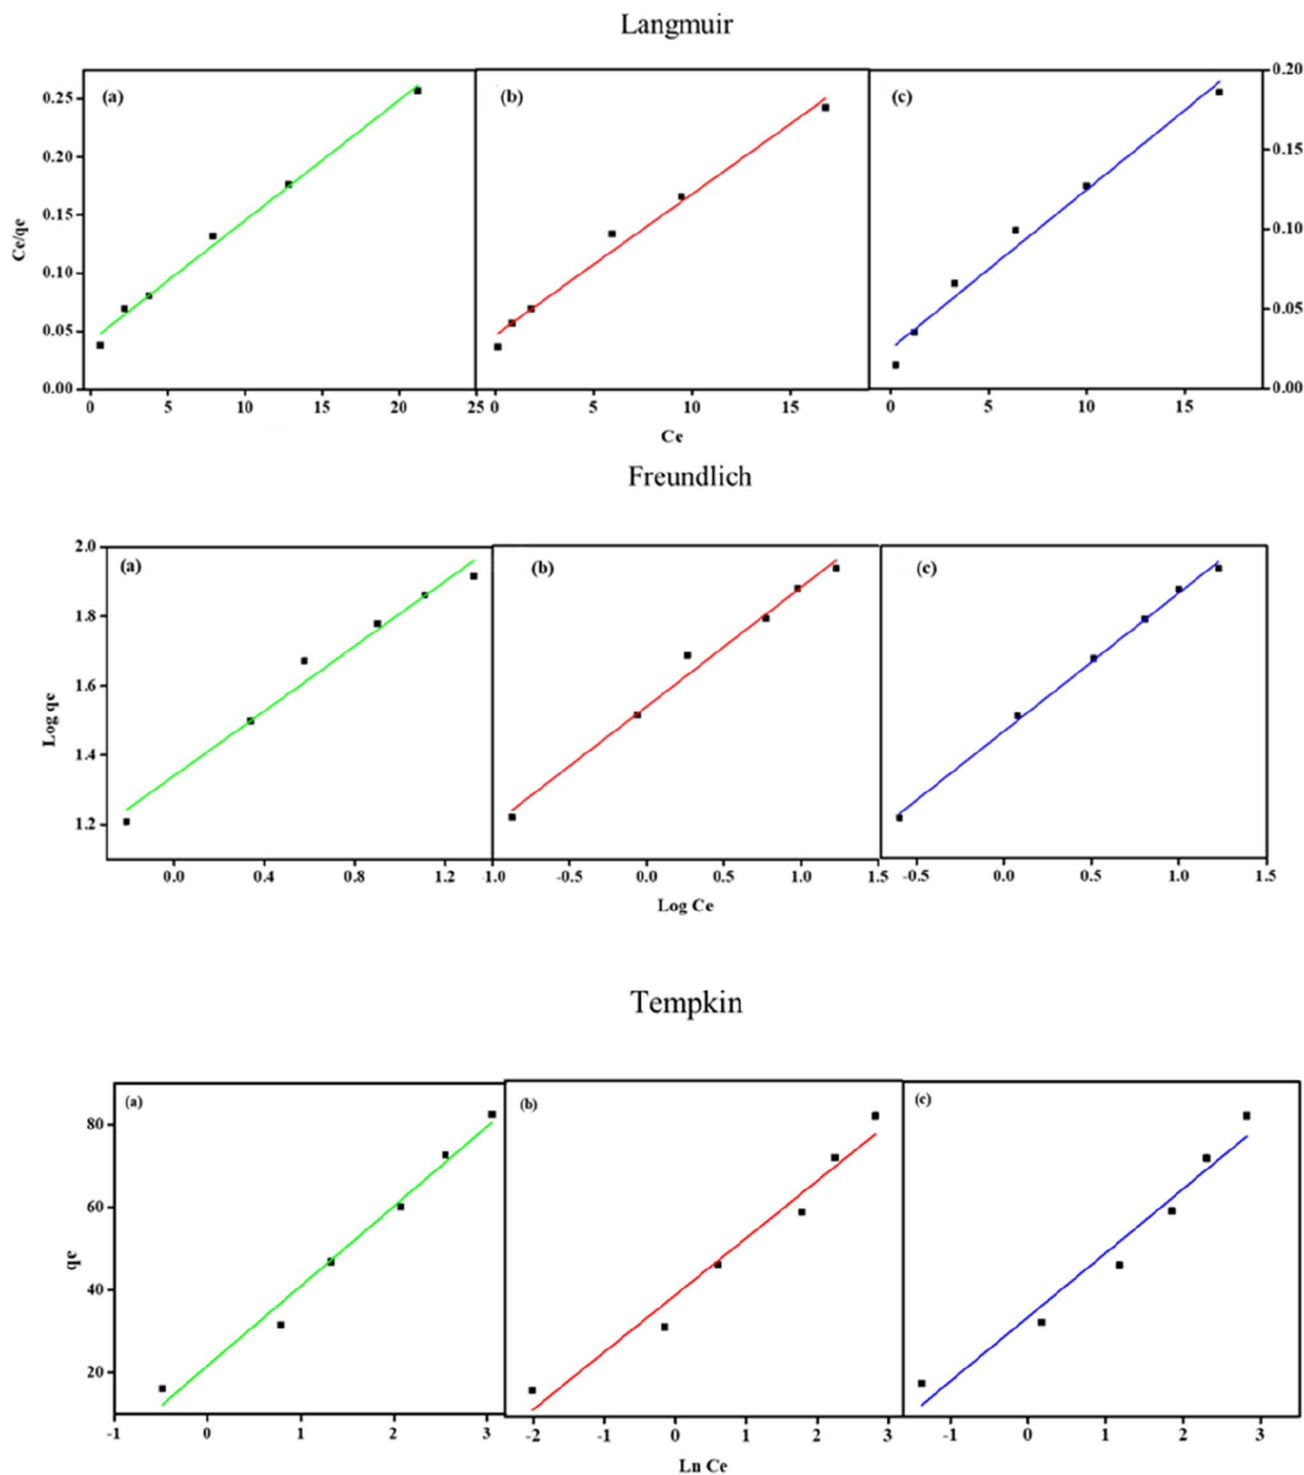 Langmuir
(a) (b) (c)
0.25 0.20 0.15 0.10 0.05 0.00
0.20 0.15 0.10 0.05 0.00
Ce/qe
0 5 10 15 20 25 0 5 10 15 0 5 10 15
Ce
Freundlich
(a) (b) (c)
2.0 1.8 1.6 1.4 1.2
Log qe
0.0 0.4 0.8 1.2 -1.0 -0.5 0.0 0.5 1.0 1.5 -0.5 0.0 0.5 1.0 1.5
Log Ce
Tempkin
(a) (b) (c)
80 60 40 20
qe
-1 0 1 2 3 -2 -1 0 1 2 3 -1 0 1 2 3
Ln Ce